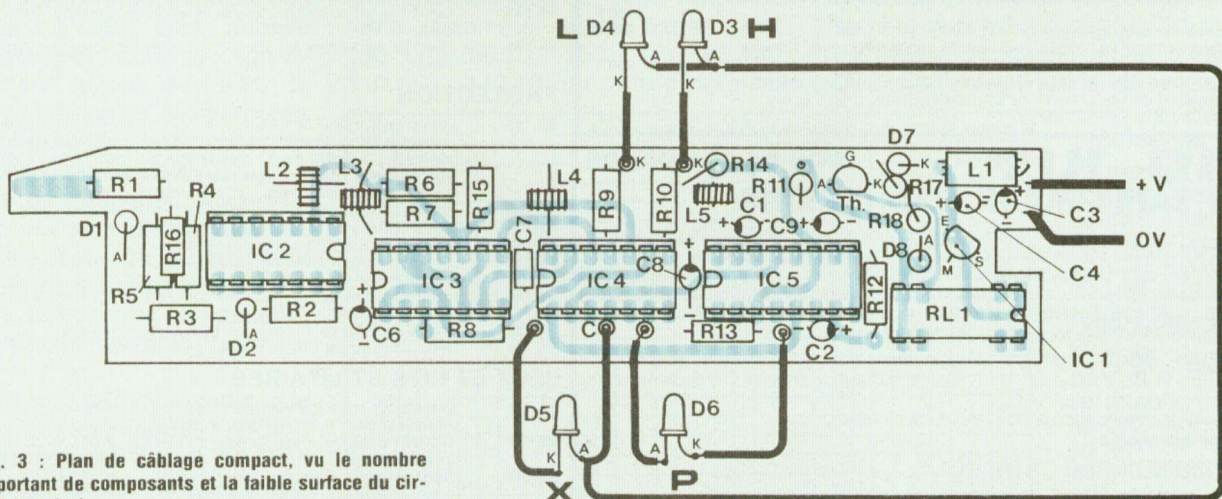 L D4 D3 H
A A
K K
D7
L2 L3 L4 K K R14 G K L1
R1 R6 R15 R9 R10 R11 A K R17 + V
R4 R7 C1 Th. + - + C3
D1 R16 C7 L5 + - C9 - + R18 E - 0V
A IC 2 IC 3 IC 4 + C8 IC 5 D8 A M S C4
R5 R12 RL 1
R3 R2 + C6 R8 C - R13 - + C2
D2 A - IC 1
D5 D6
K A A K
X P
. 3 : Plan de câblage compact, vu le nombre
portant de composants et la faible surface du cir-